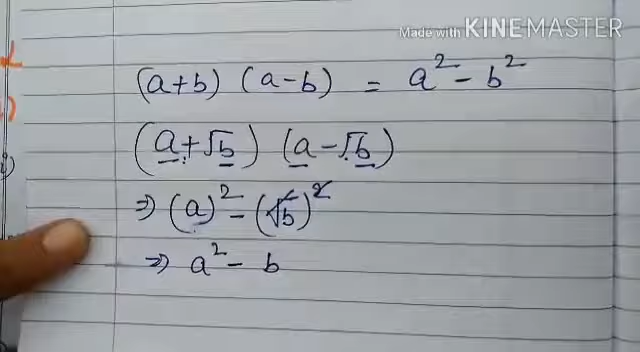 Made with KINEMASTER
(a+b) (a-b) = a² - b²
(a+√b) (a-√b)
⇒ (a)² - (√b)²
⇒ a² - b